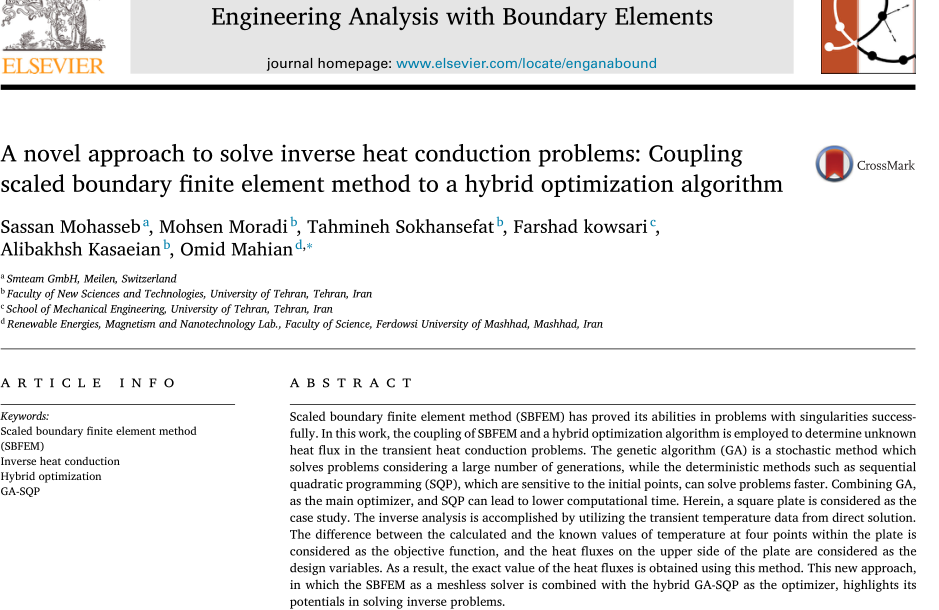 Engineering Analysis with Boundary Elements
ELSEVIER
journal homepage: www.elsevier.com/locate/enganabound
A novel approach to solve inverse heat conduction problems: Coupling
scaled boundary finite element method to a hybrid optimization algorithm
CrossMark
Sassan Mohasseb a, Mohsen Moradi b, Tahmineh Sokhansefat b, Farshad kowsari c,
Alibakhsh Kasaeian b, Omid Mahian d,*
a Smteam GmbH, Meilen, Switzerland
b Faculty of New Sciences and Technologies, University of Tehran, Tehran, Iran
c School of Mechanical Engineering, University of Tehran, Tehran, Iran
d Renewable Energies, Magnetism and Nanotechnology Lab., Faculty of Science, Ferdowsi University of Mashhad, Mashhad, Iran
ARTICLE INFO
Keywords:
Scaled boundary finite element method
(SBFEM)
Inverse heat conduction
Hybrid optimization
GA-SQP
ABSTRACT
Scaled boundary finite element method (SBFEM) has proved its abilities in problems with singularities success-
fully. In this work, the coupling of SBFEM and a hybrid optimization algorithm is employed to determine unknown
heat flux in the transient heat conduction problems. The genetic algorithm (GA) is a stochastic method which
solves problems considering a large number of generations, while the deterministic methods such as sequential
quadratic programming (SQP), which are sensitive to the initial points, can solve problems faster. Combining GA,
as the main optimizer, and SQP can lead to lower computational time. Herein, a square plate is considered as the
case study. The inverse analysis is accomplished by utilizing the transient temperature data from direct solution.
The difference between the calculated and the known values of temperature at four points within the plate is
considered as the objective function, and the heat fluxes on the upper side of the plate are considered as the
design variables. As a result, the exact value of the heat fluxes is obtained using this method. This new approach,
in which the SBFEM as a meshless solver is combined with the hybrid GA-SQP as the optimizer, highlights its
potentials in solving inverse problems.